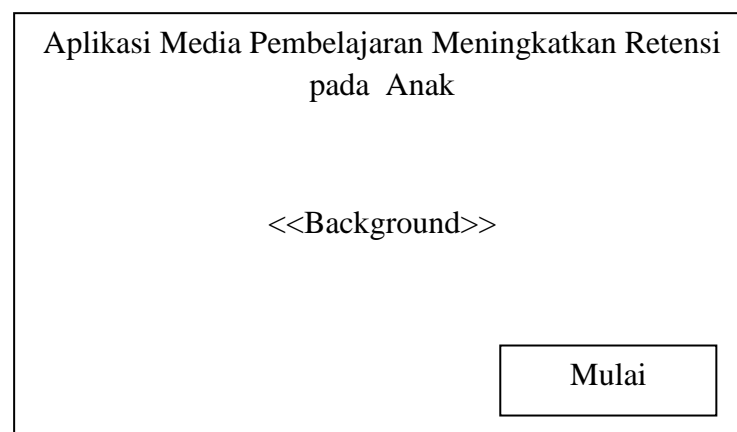 Aplikasi Media Pembelajaran Meningkatkan Retensi
pada Anak
<<Background>>
Mulai